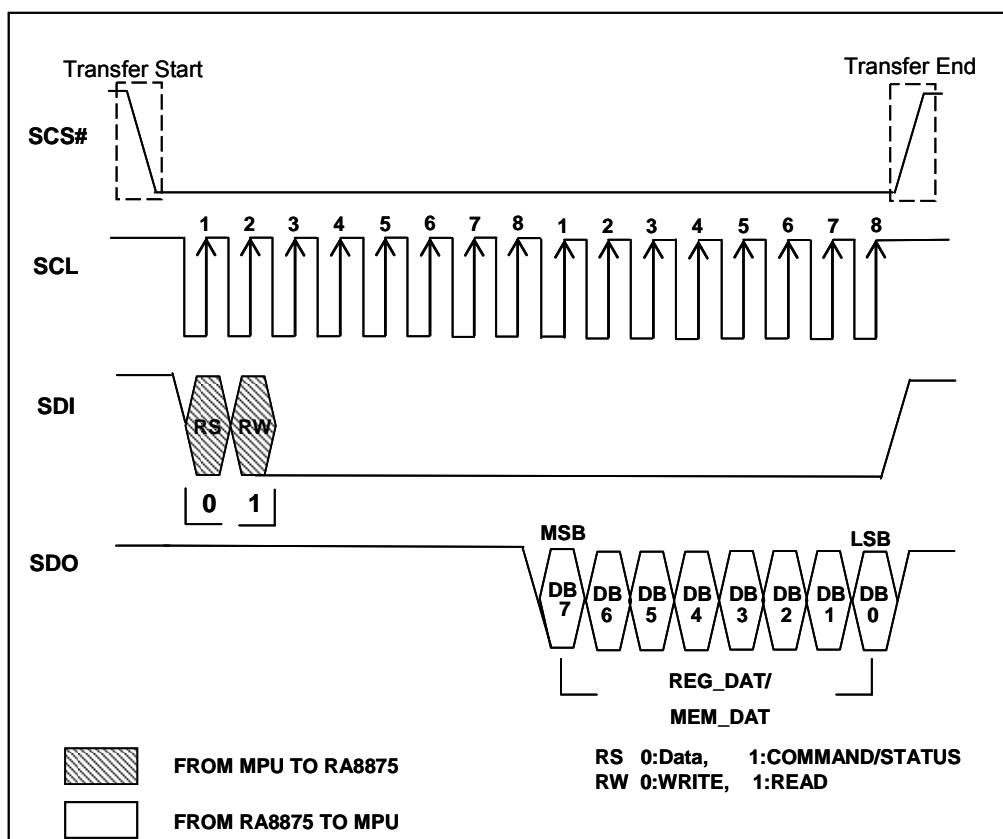 Transfer Start
Transfer End
SCS#
1 2 3 4 5 6 7 8 1 2 3 4 5 6 7 8
SCL
SDI
RS RW
0 1
MSB
LSB
SDO
DB 7
DB 6
DB 5
DB 4
DB 3
DB 2
DB 1
DB 0
REG_DAT/
MEM_DAT
FROM MPU TO RA8875
RS 0:Data, 1:COMMAND/STATUS
RW 0:WRITE, 1:READ
FROM RA8875 TO MPU